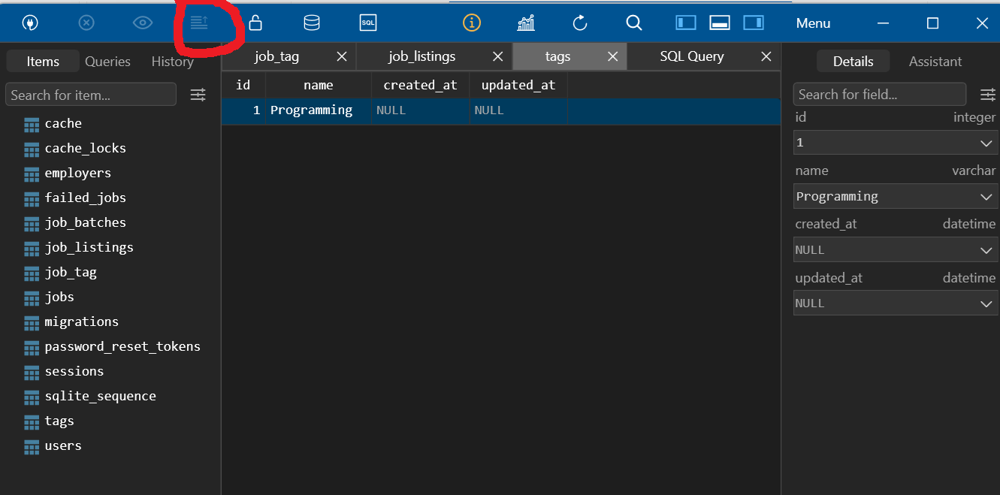 SQL
Menu
Items Queries History
job_tag job_listings tags SQL Query
Details Assistant
Search for item...
cache
cache_locks
employers
failed_jobs
job_batches
job_listings
job_tag
jobs
migrations
password_reset_tokens
sessions
sqlite_sequence
tags
users
id name created_at updated_at
1 Programming NULL NULL
Search for field...
id integer
1
name varchar
Programming
created_at datetime
NULL
updated_at datetime
NULL